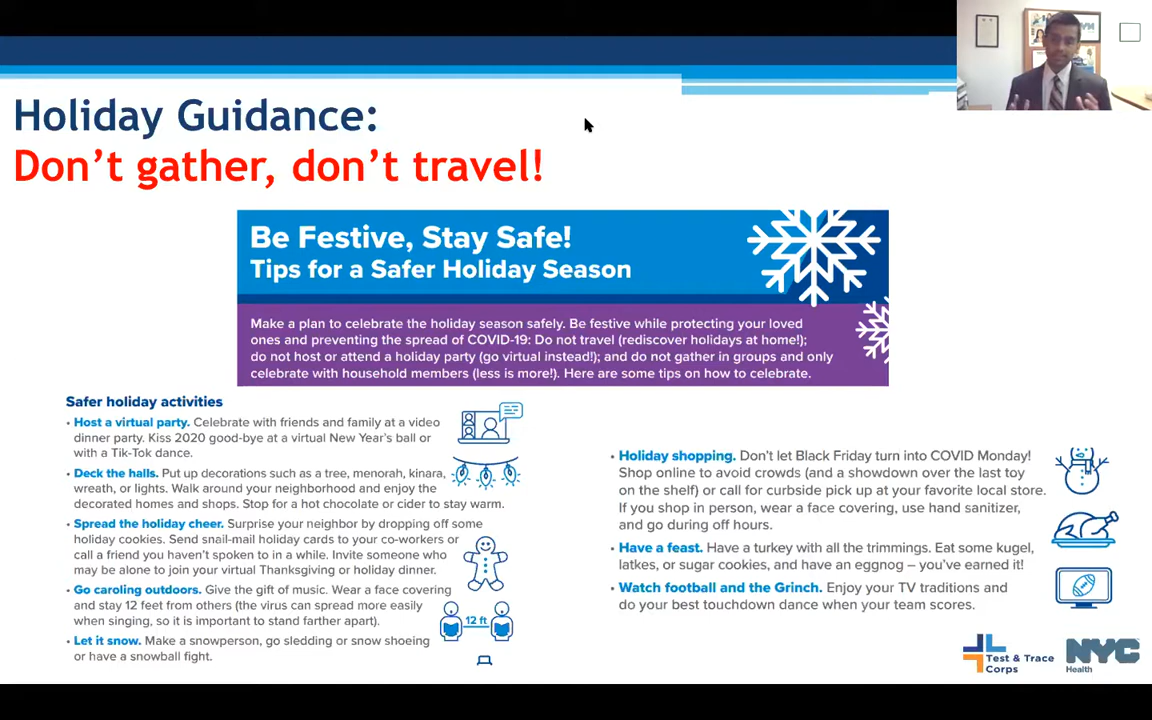 Holiday Guidance:
Don't gather, don't travel!
Be Festive, Stay Safe!
Tips for a Safer Holiday Season
Make a plan to celebrate the holiday season safely. Be festive while protecting your loved
ones and preventing the spread of COVID-19: Do not travel (rediscover holidays at home!);
do not host or attend a holiday party (go virtual instead!); and do not gather in groups and only
celebrate with household members (less is more!). Here are some tips on how to celebrate.
Safer holiday activities
• Host a virtual party. Celebrate with friends and family at a video
dinner party. Kiss 2020 good-bye at a virtual New Year's ball or
with a Tik-Tok dance.
• Deck the halls. Put up decorations such as a tree, menorah, kinara,
wreath, or lights. Walk around your neighborhood and enjoy the
decorated homes and shops. Stop for a hot chocolate or cider to stay warm.
• Spread the holiday cheer. Surprise your neighbor by dropping off some
holiday cookies. Send snail-mail holiday cards to your co-workers or
call a friend you haven't spoken to in a while. Invite someone who
may be alone to join your virtual Thanksgiving or holiday dinner.
• Go caroling outdoors. Give the gift of music. Wear a face covering
and stay 12 feet from others (the virus can spread more easily
when singing, so it is important to stand farther apart).
12 ft
• Let it snow. Make a snowperson, go sledding or snow shoeing
or have a snowball fight.
• Holiday shopping. Don't let Black Friday turn into COVID Monday!
Shop online to avoid crowds (and a showdown over the last toy
on the shelf) or call for curbside pick up at your favorite local store.
If you shop in person, wear a face covering, use hand sanitizer,
and go during off hours.
• Have a feast. Have a turkey with all the trimmings. Eat some kugel,
latkes, or sugar cookies, and have an eggnog – you've earned it!
• Watch football and the Grinch. Enjoy your TV traditions and
do your best touchdown dance when your team scores.
Test & Trace
Corps
NYC
Health